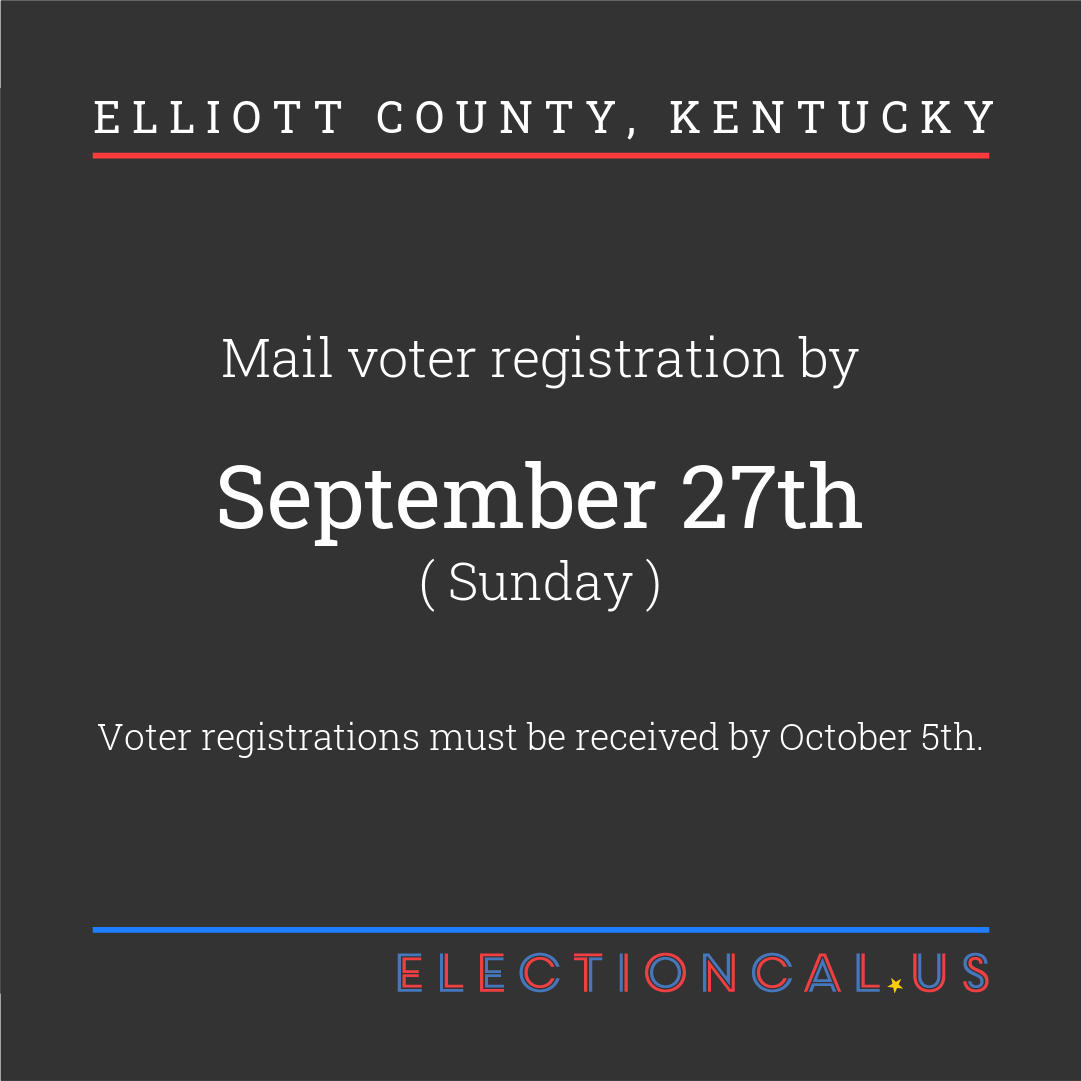 ELLIOTT COUNTY, KENTUCKY
Mail voter registration by
September 27th
( Sunday )
Voter registrations must be received by October 5th.
ELECTIONCAL.US